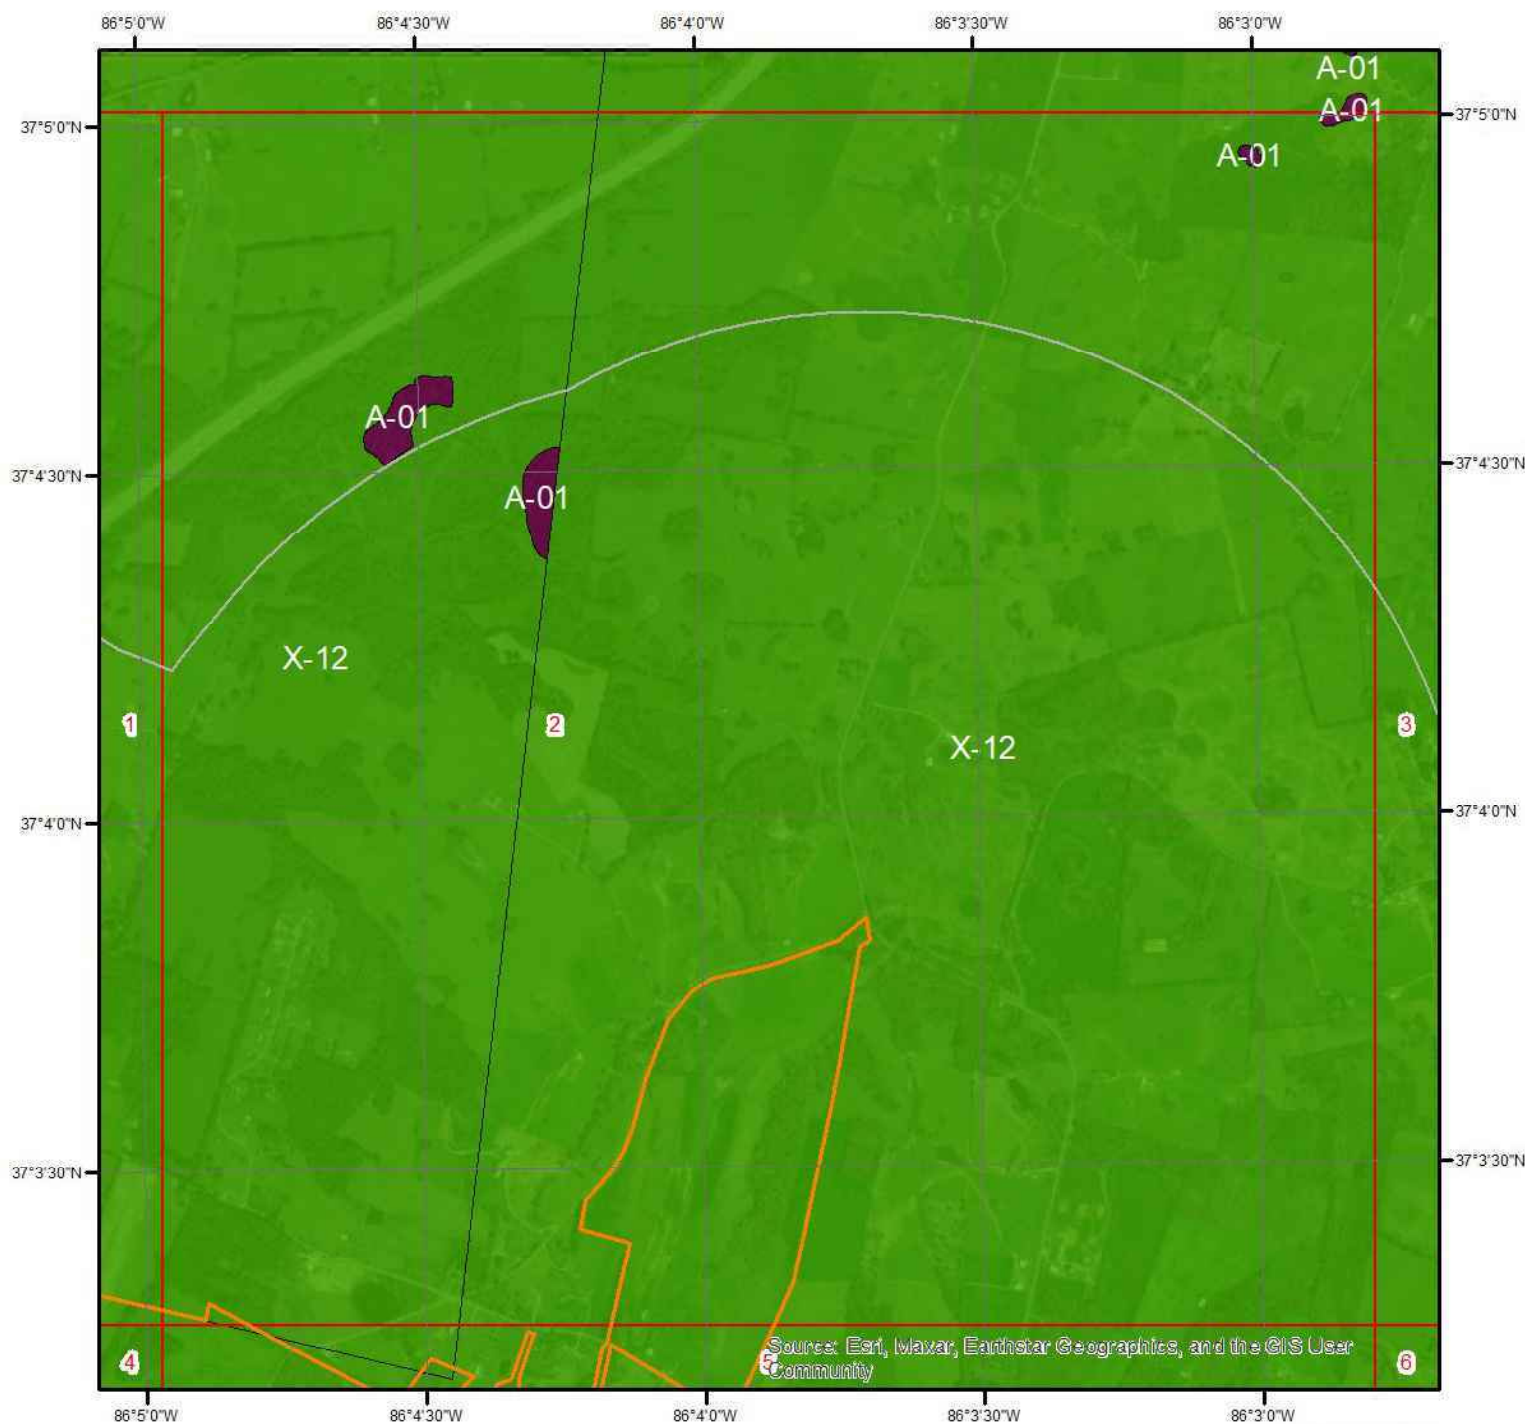 86°5'0"W 86°4'30"W 86°4'0"W 86°3'30"W 86°3'0"W
A-01
37°5'0"N A-01 37°5'0"N
A-01
A-01
37°4'30"N 37°4'30"N
A-01
X-12
1 2 3
X-12
37°4'0"N 37°4'0"N
37°3'30"N 37°3'30"N
Source: Esri, Maxar, Earthstar Geographics, and the GIS User
4 5 Community 6
86°5'0"W 86°4'30"W 86°4'0"W 86°3'30"W 86°3'0"W